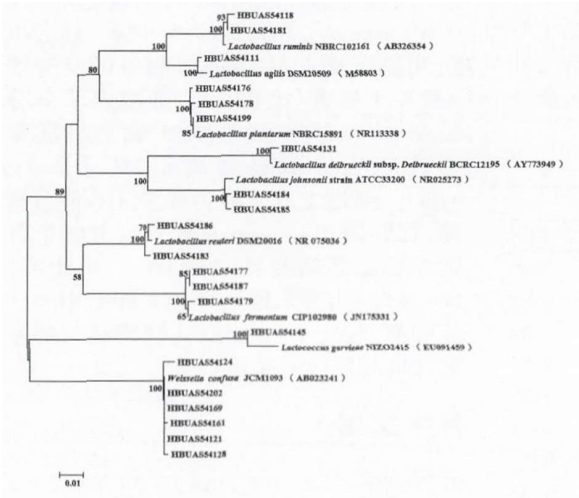 93
HBUAS54118
100
HBUAS54181
100
Lactobacillus ruminis NBRC102161 ( AB326354 )
HBUAS54111
80
100
Lactobacillus agilis DSM20509 ( M58803 )
HBUAS54176
100
HBUAS54178
HBUAS54199
85
Lactobacillus plantarum NBRC15891 ( NR113338 )
HBUAS54131
100
Lactobacillus delbrueckii subsp. Delbrueckii BCRC12195 ( AY773949 )
100
Lactobacillus johnsonii strain ATCC33200 ( NR025273 )
89
100
HBUAS54184
HBUAS54185
HBUAS54186
100
Lactobacillus reuteri DSM20016 ( NR 075036 )
HBUAS54183
58
85
HBUAS54177
HBUAS54187
100
HBUAS54179
65
Lactobacillus fermentum CIP102980 ( JN175331 )
100
HBUAS54145
Lactococcus garvieae NIZO2415 ( EU091459 )
HBUAS54124
Weissella confusa JCM1093 ( AB023241 )
100
HBUAS54202
HBUAS54169
HBUAS54161
HBUAS54121
HBUAS54128
0.01